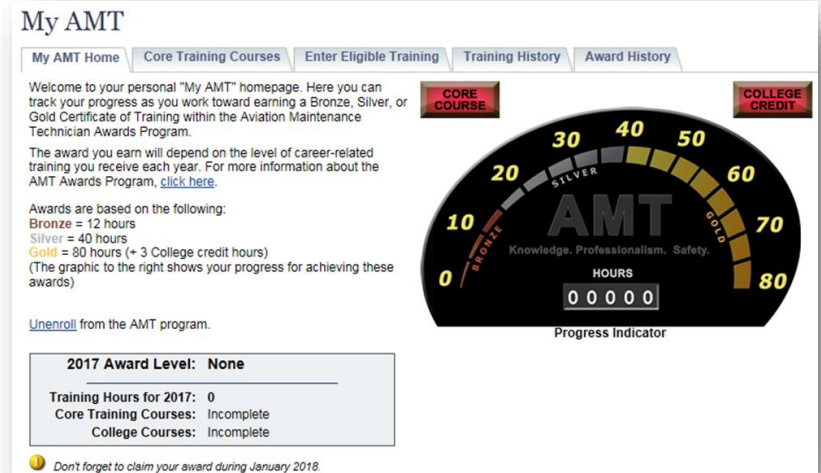 My AMT
My AMT Home
Core Training Courses
Enter Eligible Training
Training History
Award History
Welcome to your personal "My AMT" homepage. Here you can
track your progress as you work toward earning a Bronze, Silver, or
Gold Certificate of Training within the Aviation Maintenance
Technician Awards Program.
The award you earn will depend on the level of career-related
training you receive each year. For more information about the
AMT Awards Program, click here.
Awards are based on the following:
Bronze = 12 hours
Silver = 40 hours
Gold = 80 hours (+ 3 College credit hours)
(The graphic to the right shows your progress for achieving these
awards)
Unenroll from the AMT program.
2017 Award Level: None
Training Hours for 2017: 0
Core Training Courses: Incomplete
College Courses: Incomplete
Don't forget to claim your award during January 2018.
CORE
COURSE
COLLEGE
CREDIT
0
10
20
30
40
50
60
70
80
BRONZE
SILVER
GOLD
AMT
Knowledge. Professionalism. Safety.
HOURS
00000
Progress Indicator